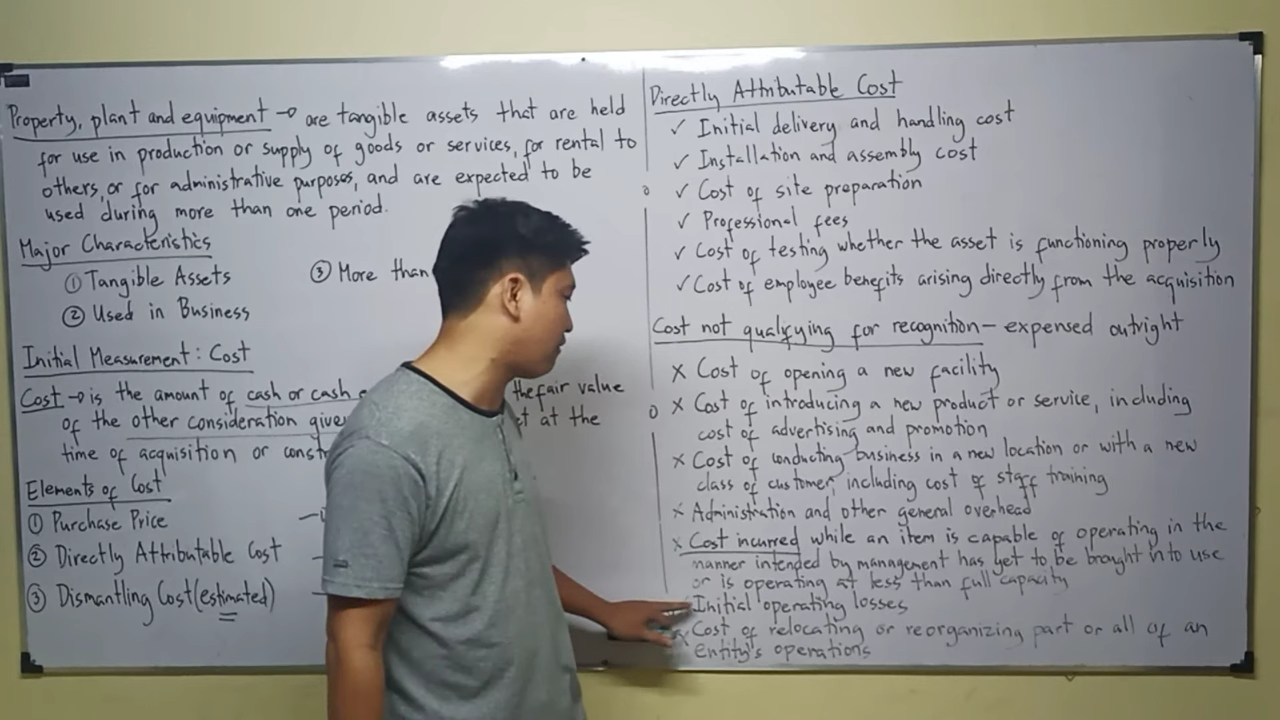 Property, plant and equipment → are tangible assets that are held
for use in production or supply of goods or services, for rental to
others, or for administrative purposes, and are expected to be
used during more than one period.
Major Characteristics
① Tangible Assets
③ More than
② Used in Business
Initial Measurement: Cost
Cost → is the amount of cash or cash
the fair value
of the other consideration give
at the
time of acquisition or const
Elements of Cost
① Purchase Price
② Directly Attributable Cost
③ Dismantling Cost (estimated)
Directly Attributable Cost
✓ Initial delivery and handling cost
✓ Installation and assembly cost
✓ Cost of site preparation
✓ Professional fees
✓ Cost of testing whether the asset is functioning properly
✓ Cost of employee benefits arising directly from the acquisition
Cost not qualifying for recognition - expensed outright
x Cost of opening a new facility
x Cost of introducing a new product or service, including
cost of advertising and promotion
x Cost of conducting business in a new location or with a new
class of customer, including cost of staff training
x Administration and other general overhead
x Cost incurred while an item is capable of operating in the
manner intended by management has yet to be brought into use
or is operating at less than full capacity
Initial operating losses
x Cost of relocating or reorganizing part or all of an
entity's operations